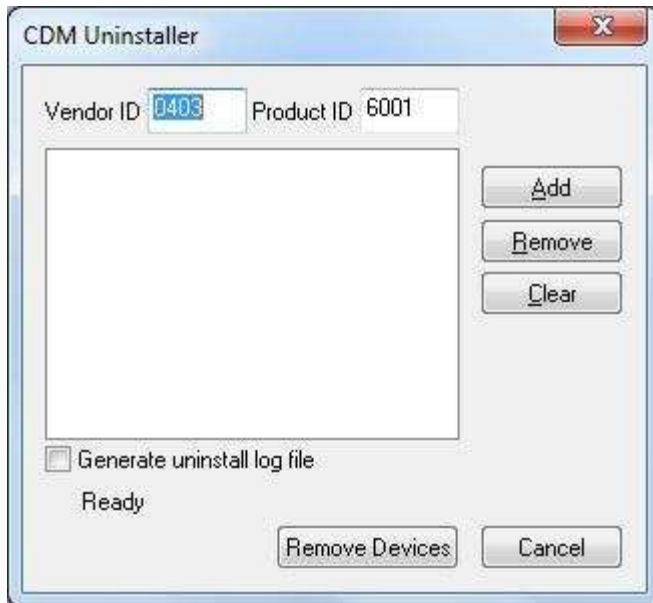 CDM Uninstaller
Vendor ID 0403 Product ID 6001
Add
Remove
Clear
Generate uninstall log file
Ready
Remove Devices Cancel